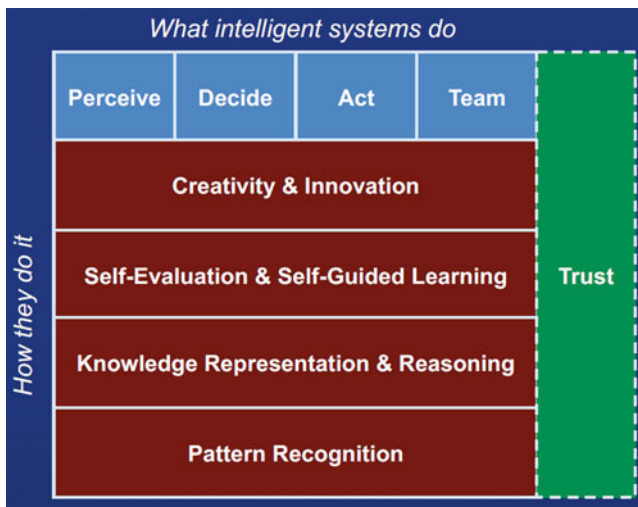 What intelligent systems do
Perceive
Decide
Act
Team
Creativity & Innovation
Self-Evaluation & Self-Guided Learning
Trust
Knowledge Representation & Reasoning
Pattern Recognition
How they do it